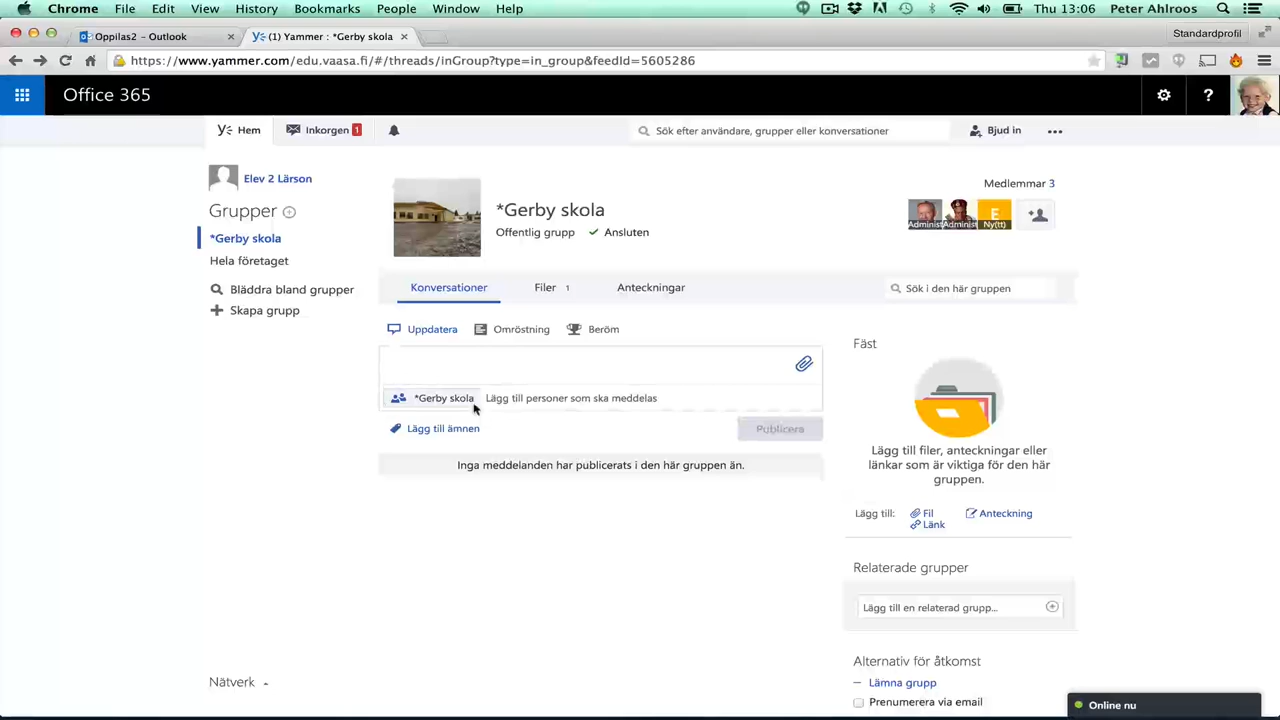 Chrome File Edit View History Bookmarks People Window Help Thu 13:06 Peter Ahlroos
Oppilas2 – Outlook (1) Yammer : *Gerby skola Standardprofil
https://www.yammer.com/edu.vaasa.fi/#/threads/inGroup?type=in_group&feedId=5605286
Office 365 ?
Hem Inkorgen 1 Sök efter användare, grupper eller konversationer Bjud in
Elev 2 Lärson
Grupper
*Gerby skola
Hela företaget
Bläddra bland grupper
Skapa grupp
*Gerby skola
Offentlig grupp Ansluten
Medlemmar 3
Administ Administ Ny(tt)
E
Konversationer Filer 1 Anteckningar Sök i den här gruppen
Uppdatera Omröstning Beröm
*Gerby skola Lägg till personer som ska meddelas
Lägg till ämnen Publicera
Inga meddelanden har publicerats i den här gruppen än.
Fäst
Lägg till filer, anteckningar eller
länkar som är viktiga för den här
gruppen.
Lägg till: Fil Anteckning
Länk
Relaterade grupper
Lägg till en relaterad grupp...
Alternativ för åtkomst
Lämna grupp
Prenumerera via email
Nätverk
Online nu